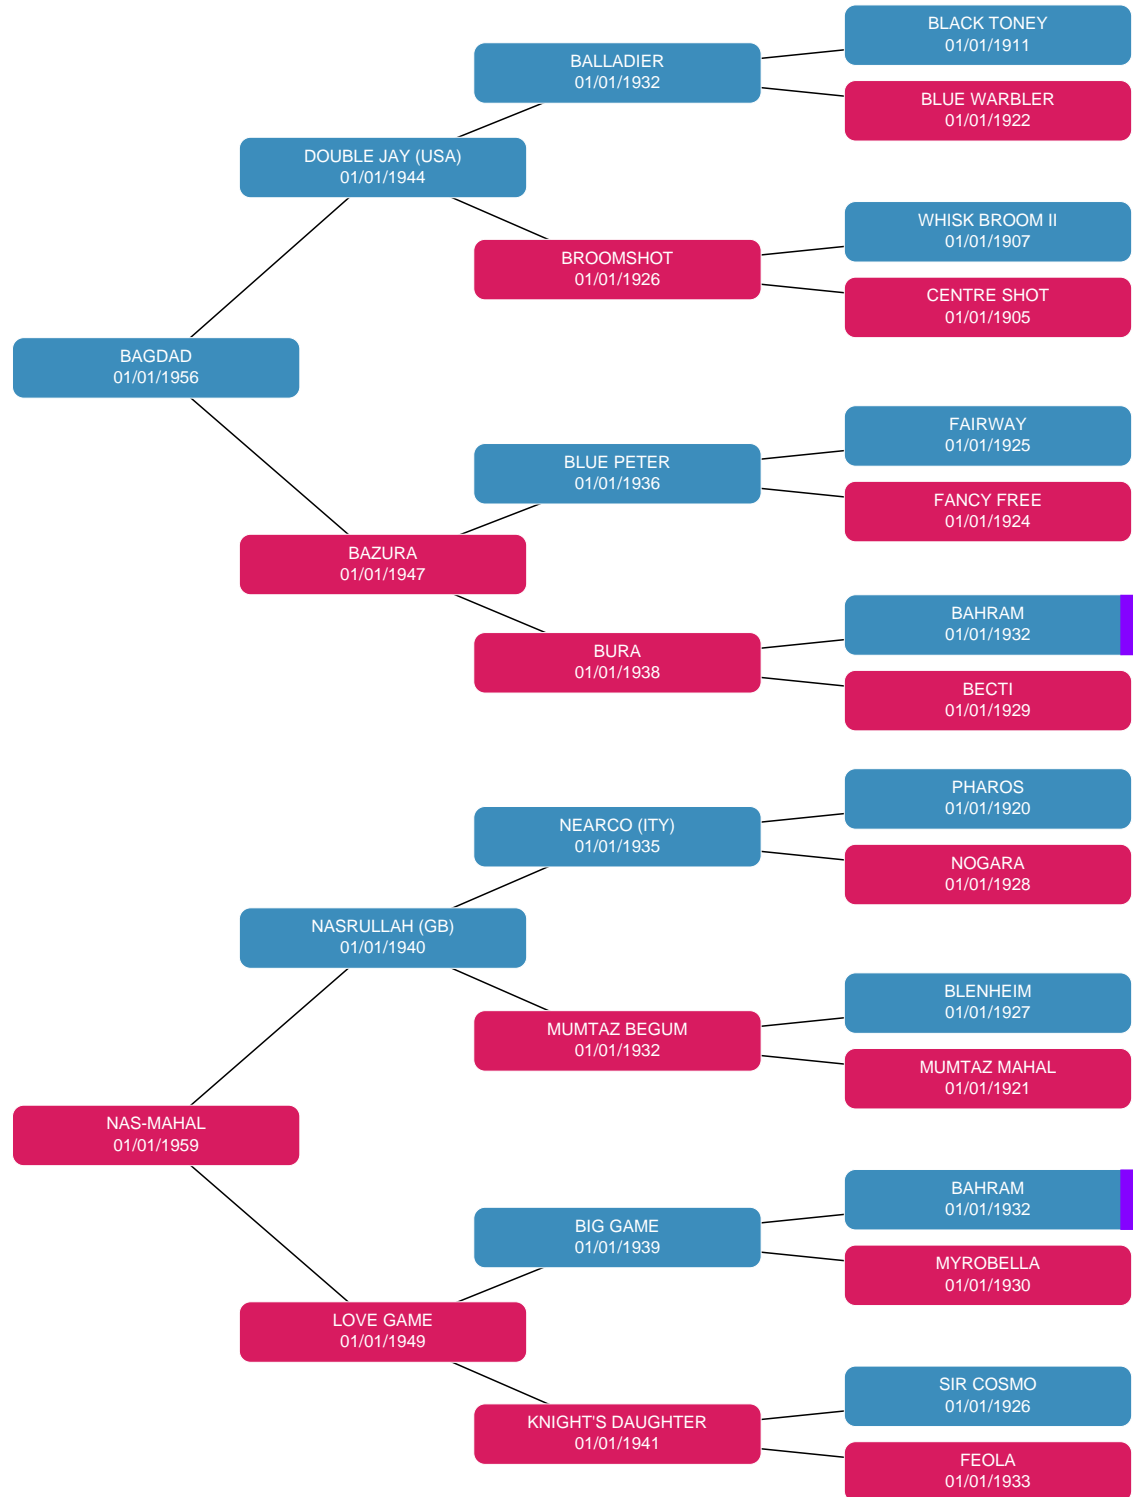 BLACK TONEY
01/01/1911
BALLADIER
01/01/1932
BLUE WARBLER
01/01/1922
DOUBLE JAY (USA)
01/01/1944
WHISK BROOM II
01/01/1907
BROOMSHOT
01/01/1926
CENTRE SHOT
01/01/1905
BAGDAD
01/01/1956
FAIRWAY
01/01/1925
BLUE PETER
01/01/1936
FANCY FREE
01/01/1924
BAZURA
01/01/1947
BAHRAM
01/01/1932
BURA
01/01/1938
BECTI
01/01/1929
PHAROS
01/01/1920
NEARCO (ITY)
01/01/1935
NOGARA
01/01/1928
NASRULLAH (GB)
01/01/1940
BLENHEIM
01/01/1927
MUMTAZ BEGUM
01/01/1932
MUMTAZ MAHAL
01/01/1921
NAS-MAHAL
01/01/1959
BAHRAM
01/01/1932
BIG GAME
01/01/1939
MYROBELLA
01/01/1930
LOVE GAME
01/01/1949
SIR COSMO
01/01/1926
KNIGHT'S DAUGHTER
01/01/1941
FEOLA
01/01/1933